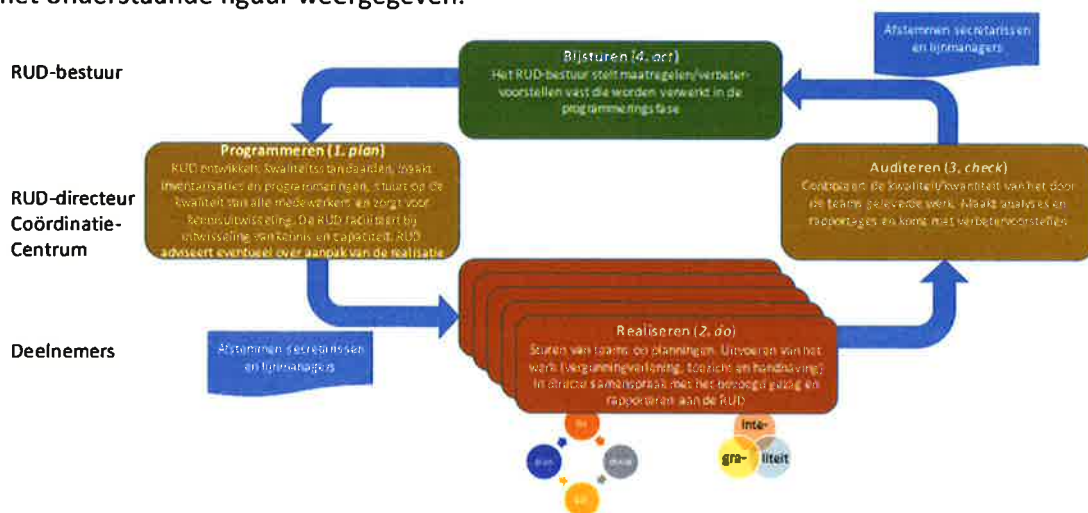 het onderstaande figuur weergegeven.
Afstemmen secretarissen
en lijnmanagers
RUD-bestuur
Bijsturen (4, act)
Het RUD-bestuur stelt maatregelen/verbeter-
voorstellen vast die worden verwerkt in de
programmeringsfase
Programmeren (1, plan)
RUD ontwikkelt kwaliteitsstandaarden, maakt
inventarisaties en programmeringen, stuurt op de
kwaliteit van alle medewerkers en zorgt voor
kennisuitwisseling. De RUD faciliteert bij
uitwisseling van kennis en capaciteit. RUD
adviseert eventueel over aanpak van de realisatie
RUD-directeur
Coördinatie-
Centrum
Auditeren (3, check)
Controleren de kwaliteit/kwantiteit van het door
de teams geleverde werk. Maakt analyses en
rapportages en komt met verbetervoorstellen
Deelnemers
Afstemmen secretarissen
en lijnmanagers
Realiseren (2, do)
Sturen van teams op planningen. Uitvoeren van het
werk (vergunningverlening, toezicht en handhaving)
in directe samenspraak met het bevoegd gezag en
rapporteren aan de RUD
plan
inte-
gra-
liteit